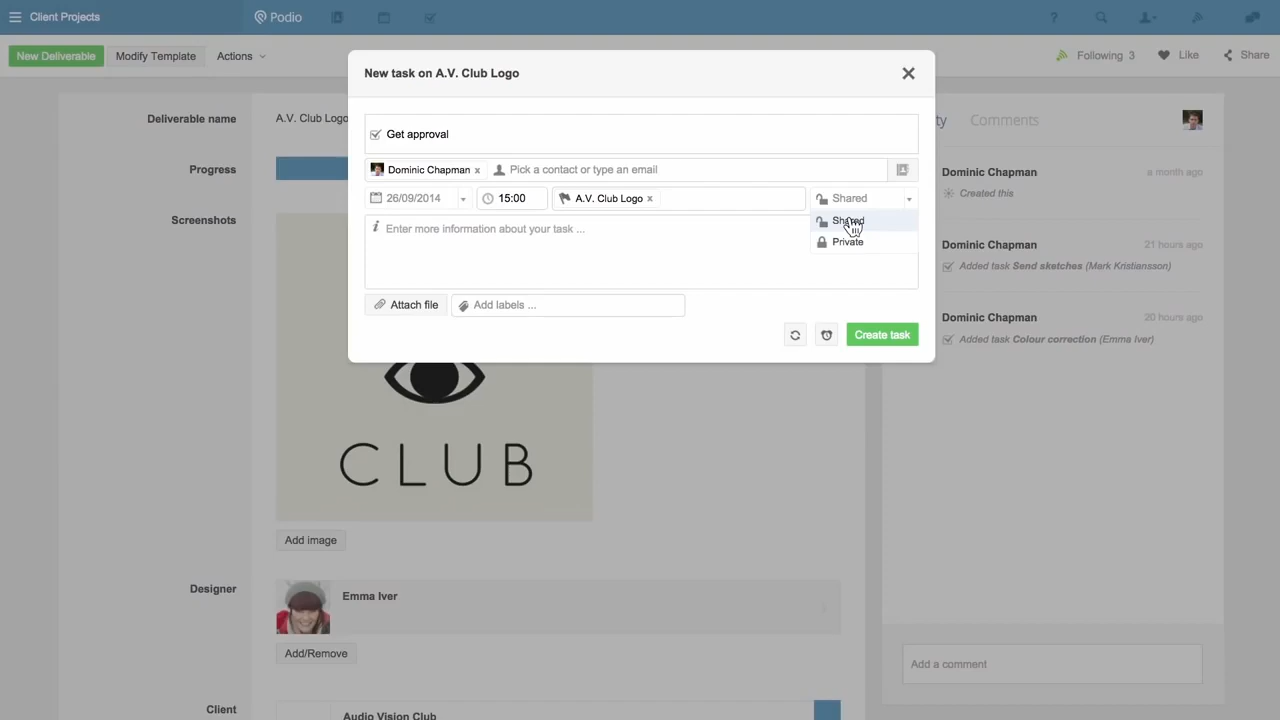 Client Projects
Podio
?
New Deliverable
Modify Template
Actions
Following 3
Like
Share
New task on A.V. Club Logo
Get approval
Dominic Chapman x
Pick a contact or type an email
26/09/2014
15:00
A.V. Club Logo x
Shared
Shared
Private
Enter more information about your task ...
Attach file
Add labels ...
Create task
Deliverable name
A.V. Club Logo
Progress
Screenshots
CLUB
Add image
Designer
Emma Iver
Add/Remove
Client
Audio Vision Club
Comments
Dominic Chapman
a month ago
Created this
Dominic Chapman
21 hours ago
Added task Send sketches (Mark Kristiansson)
Dominic Chapman
20 hours ago
Added task Colour correction (Emma Iver)
Add a comment